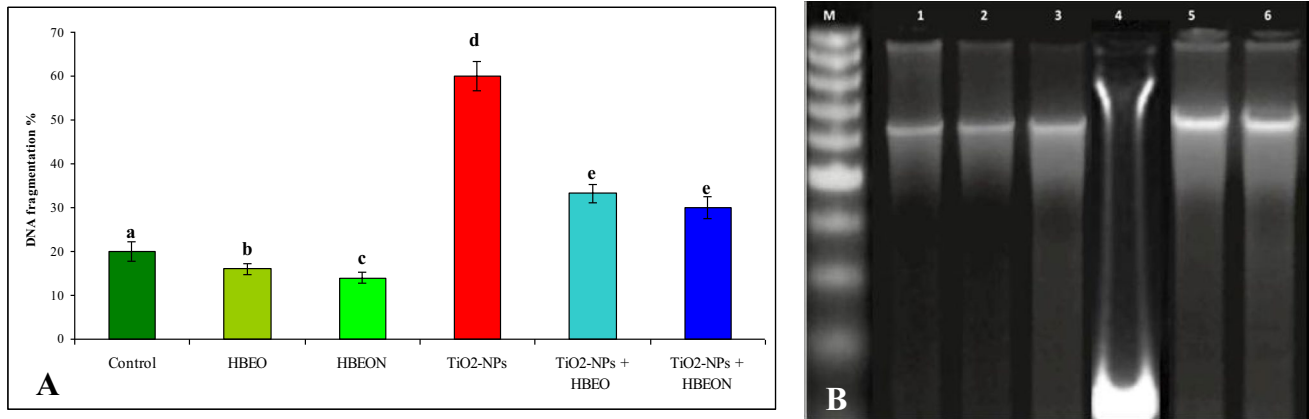 70
60
50
40
30
20
10
0
DNA fragmentation %
a
b
c
d
e
e
Control
HBEO
HBEON
TiO2-NPs
TiO2-NPs +
HBEO
TiO2-NPs +
HBEON
A
M 1 2 3 4 5 6
B